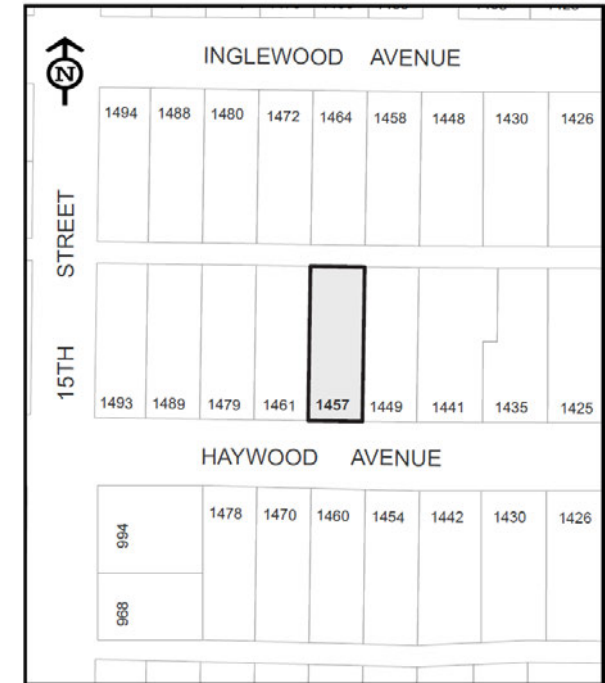 N
INGLEWOOD AVENUE
1494 1488 1480 1472 1464 1458 1448 1430 1426
15TH STREET
1493 1489 1479 1461 1457 1449 1441 1435 1425
HAYWOOD AVENUE
994 1478 1470 1460 1454 1442 1430 1426
968